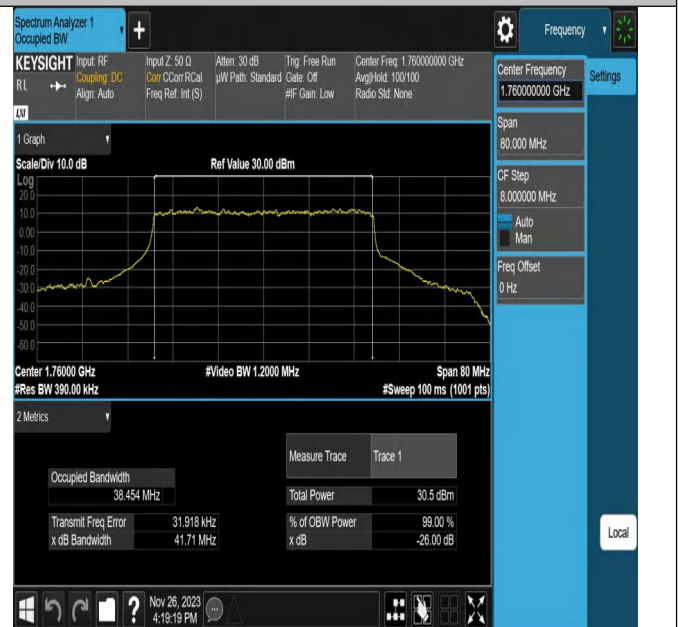 Spectrum Analyzer 1
Occupied BW
+
Frequency
KEYSIGHT
RL
LXI
Input: RF
Coupling: DC
Align: Auto
Input Z: 50 Ω
Corr CCorr RCal
Freq Ref: Int (S)
Atten: 30 dB
µW Path: Standard
Trig: Free Run
Gate: Off
#IF Gain: Low
Center Freq: 1.760000000 GHz
Avg|Hold: 100/100
Radio Std: None
Center Frequency
1.760000000 GHz
Settings
Span
80.000 MHz
CF Step
8.000000 MHz
Auto
Man
Freq Offset
0 Hz
1 Graph
Scale/Div 10.0 dB
Ref Value 30.00 dBm
Log
20.0
10.0
0.00
-10.0
-20.0
-30.0
-40.0
-50.0
-60.0
Center 1.76000 GHz
#Video BW 1.2000 MHz
Span 80 MHz
#Res BW 390.00 kHz
#Sweep 100 ms (1001 pts)
2 Metrics
Measure Trace
Trace 1
Occupied Bandwidth
38.454 MHz
Total Power
30.5 dBm
Transmit Freq Error
31.918 kHz
% of OBW Power
99.00 %
x dB Bandwidth
41.71 MHz
x dB
-26.00 dB
Local
?
Nov 26, 2023
4:19:19 PM